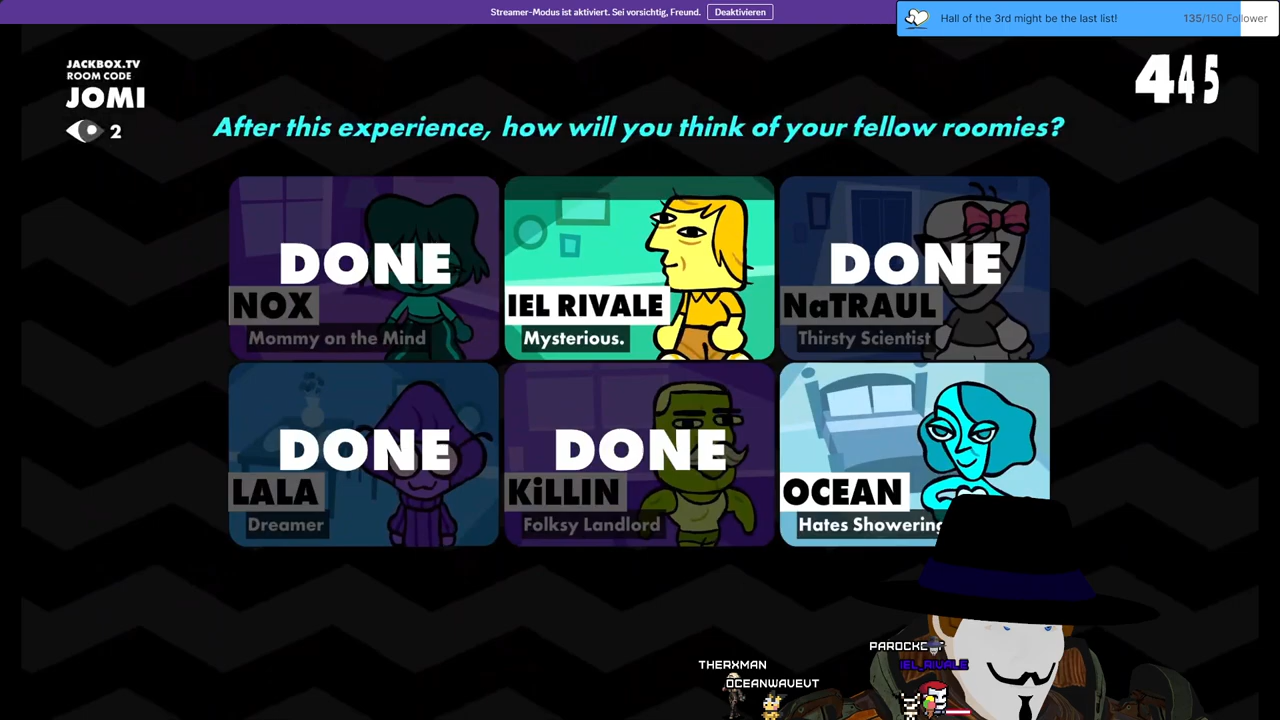 Streamer-Modus ist aktiviert. Sei vorsichtig, Freund. Deaktivieren
Hall of the 3rd might be the last list! 135/150 Follower
JACKBOX.TV
ROOM CODE
JOMI
2
445
After this experience, how will you think of your fellow roomies?
DONE
NOX
Mommy on the Mind
IEL RIVALE
Mysterious.
DONE
NaTRAUL
Thirsty Scientist
DONE
LALA
Dreamer
DONE
KiLLIN
Folksy Landlord
OCEAN
Hates Showering
THERXMAN
OCEANWAVEVT
IEL_RIVALE